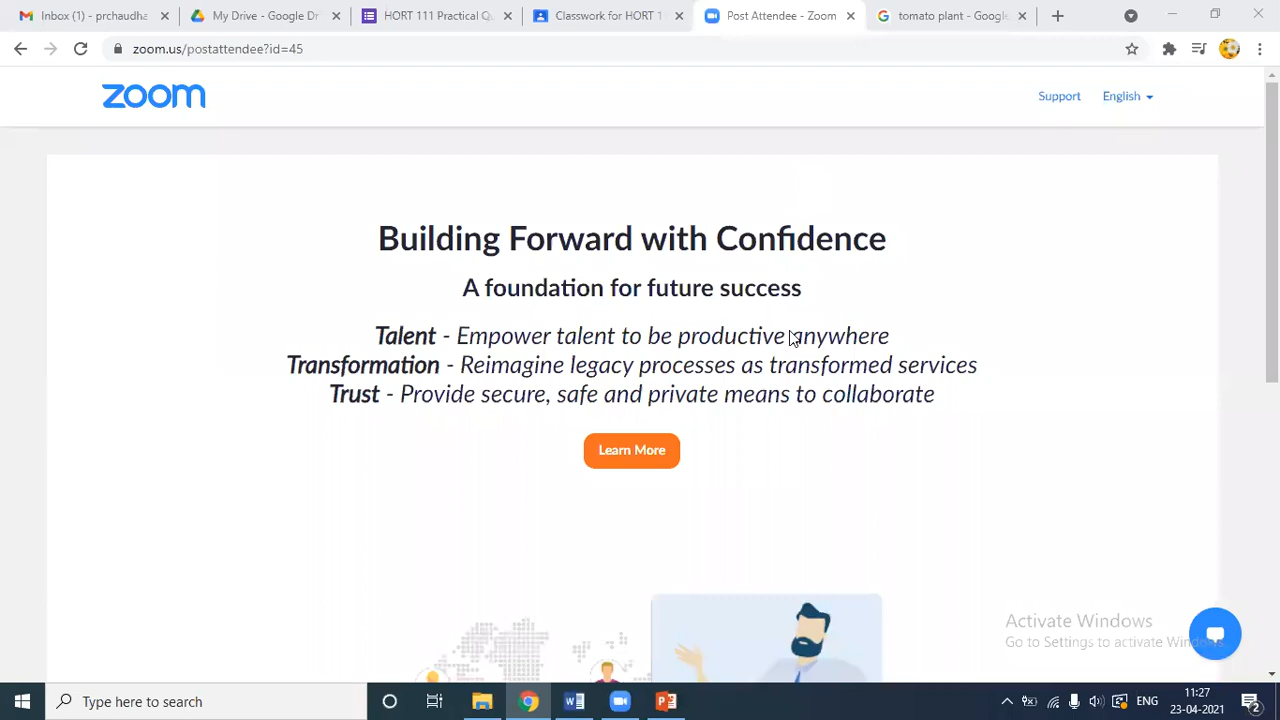 Inbox (1) - prchaudha
My Drive - Google Dr
HORT 111 Practical Q
Classwork for HORT 1
Post Attendee - Zoom
tomato plant - Google
zoom.us/postattendee?id=45
zoom
Support
English
Building Forward with Confidence
A foundation for future success
Talent - Empower talent to be productive anywhere
Transformation - Reimagine legacy processes as transformed services
Trust - Provide secure, safe and private means to collaborate
Learn More
Activate Windows
Go to Settings to activate Windows.
Type here to search
ENG
11:27
23-04-2021
2